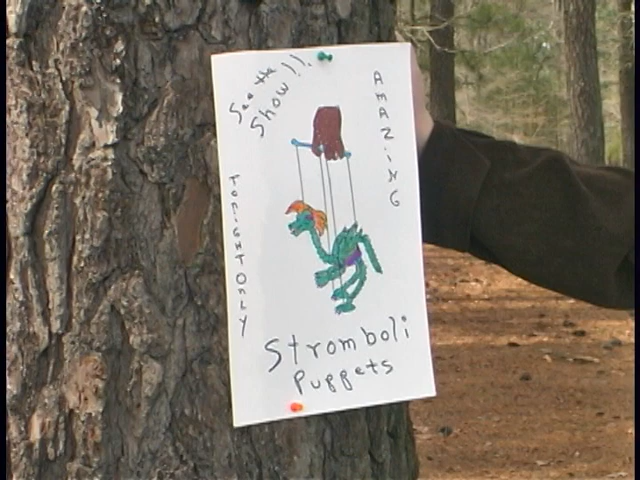 See the
Show!!!
AMAZiNG
TONiGHT ONLY
Stromboli
PuPPets